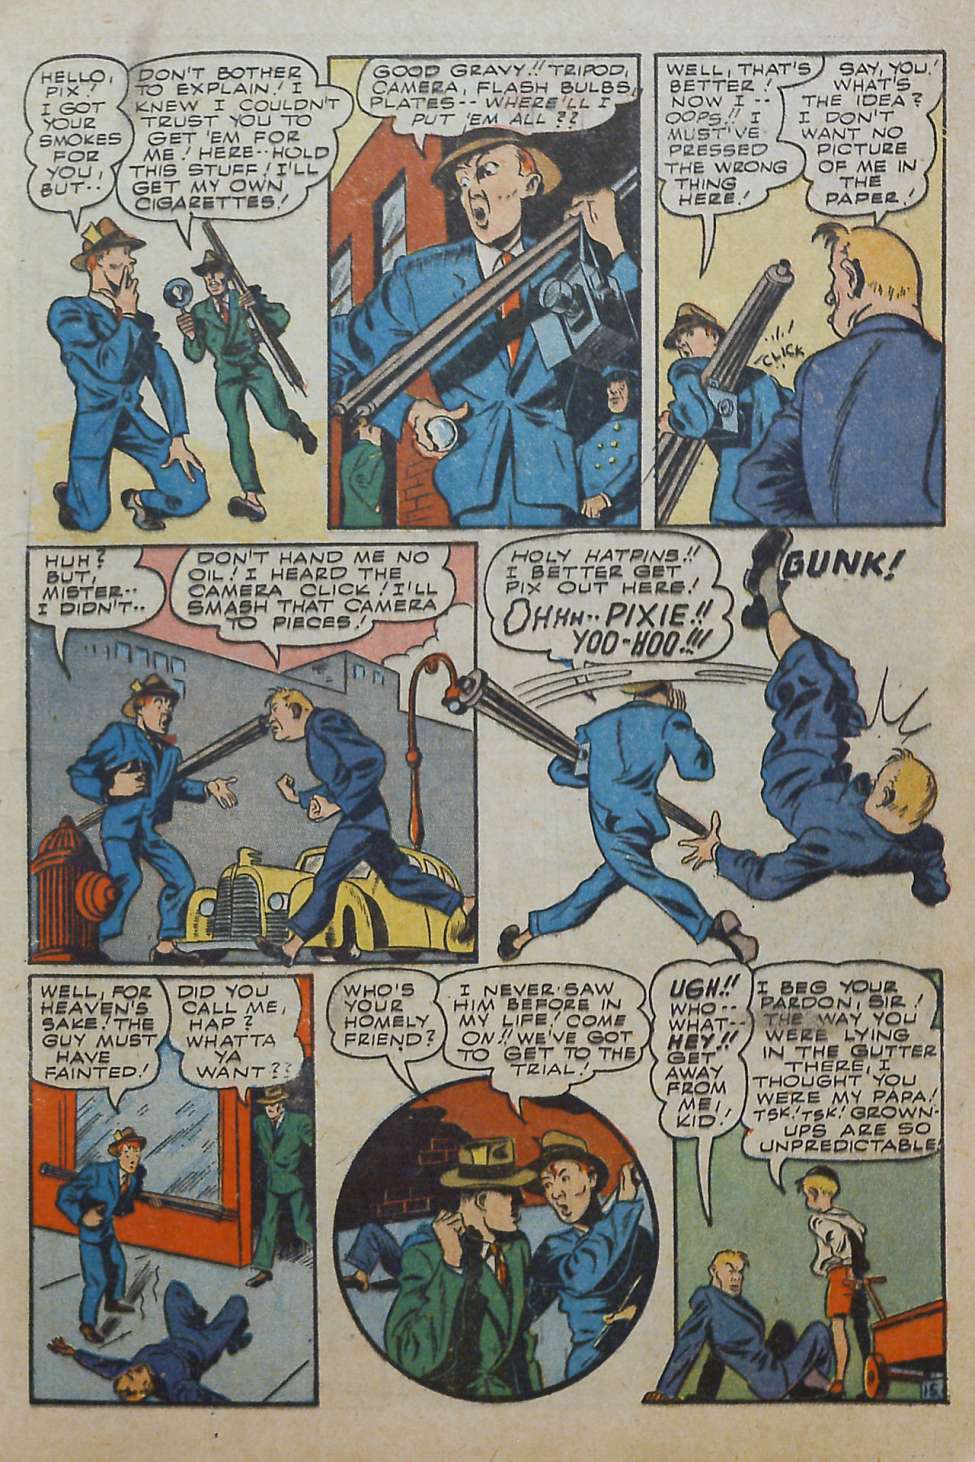 HELLO,
PIX!
I GOT
YOUR
SMOKES
FOR
YOU,
BUT--
DON'T BOTHER
TO EXPLAIN! I
KNEW I COULDN'T
TRUST YOU TO
GET 'EM FOR
ME! HERE--HOLD
THIS STUFF! I'LL
GET MY OWN
CIGARETTES!
GOOD GRAVY!! TRIPOD,
CAMERA, FLASH BULBS,
PLATES-- WHERE'LL I
PUT 'EM ALL??
WELL, THAT'S
BETTER!
NOW I--
OOPS!! I
MUST'VE
PRESSED
THE WRONG
THING
HERE!
SAY, YOU!
WHAT'S
THE IDEA?
I DON'T
WANT NO
PICTURE
OF ME IN
THE
PAPER!
CLICK
HUH?
BUT,
MISTER--
I DIDN'T--
DON'T HAND ME NO
OIL! I HEARD THE
CAMERA CLICK! I'LL
SMASH THAT CAMERA
TO PIECES!
HOLY HATPINS!!
I BETTER GET
PIX OUT HERE!
OHHH--PIXIE!!
YOO-HOO!!!
GUNK!
WELL, FOR
HEAVEN'S
SAKE! THE
GUY MUST
HAVE
FAINTED!
DID YOU
CALL ME,
HAP?
WHATTA
YA
WANT??
WHO'S
YOUR
HOMELY
FRIEND?
I NEVER SAW
HIM BEFORE IN
MY LIFE! COME
ON!! WE'VE GOT
TO GET TO THE
TRIAL!
UGH!!
WHO--
WHAT--
HEY!!
GET
AWAY
FROM
ME,
KID!
I BEG YOUR
PARDON, SIR!
THE WAY YOU
WERE LYING
IN THE GUTTER
THERE, I
THOUGHT YOU
WERE MY PAPA!
TSK! TSK! GROWN-
UPS ARE SO
UNPREDICTABLE!
15